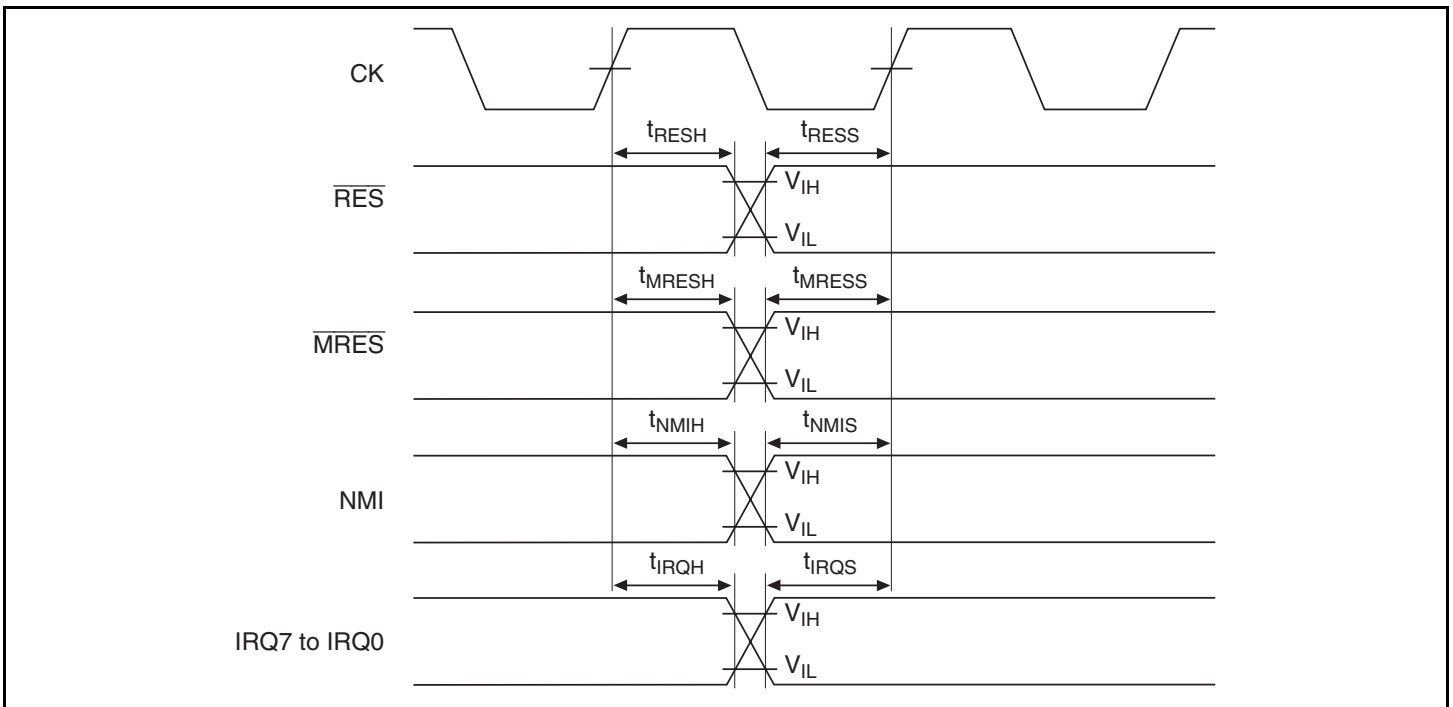 CK
tRESH tRESS
RES
VIH
VIL
tMRESH tMRESS
MRES
VIH
VIL
tNMIH tNMIS
NMI
VIH
VIL
tIRQH tIRQS
IRQ7 to IRQ0
VIH
VIL